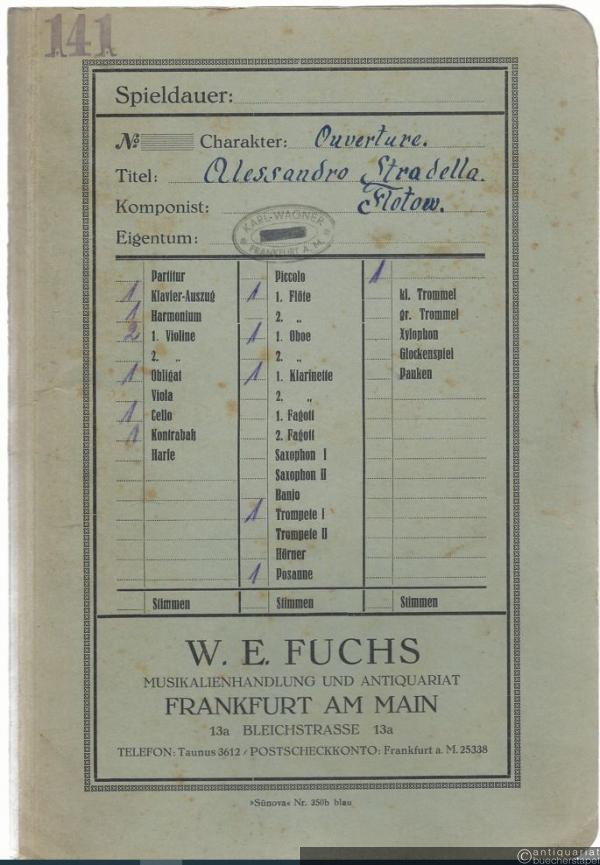 141
Spieldauer:
№ Charakter: Ouverture.
Titel: Alessandro Stradella.
Komponist: Flotow.
Eigentum:
KARL WAGNER
FRANKFURT A. M.
Partitur
1 Klavier-Auszug
1 Harmonium
2 1. Violine
2. „
1 Obligat
Viola
1 Cello
1 Kontrabaß
Harfe
Stimmen
Piccolo
1 1. Flöte
2. „
1 1. Oboe
2. „
1 1. Klarinette
2. „
1. Fagott
2. Fagott
Saxophon I
Saxophon II
Banjo
1 Trompete I
Trompete II
Hörner
1 Posaune
Stimmen
1
kl. Trommel
gr. Trommel
Xylophon
Glockenspiel
Pauken
Stimmen
W. E. FUCHS
MUSIKALIENHANDLUNG UND ANTIQUARIAT
FRANKFURT AM MAIN
13a BLEICHSTRASSE 13a
TELEFON: Taunus 3612 / POSTSCHECKKONTO: Frankfurt a. M. 25338
»Sünova« Nr. 350b blau
©antiquariat
buecherstapel